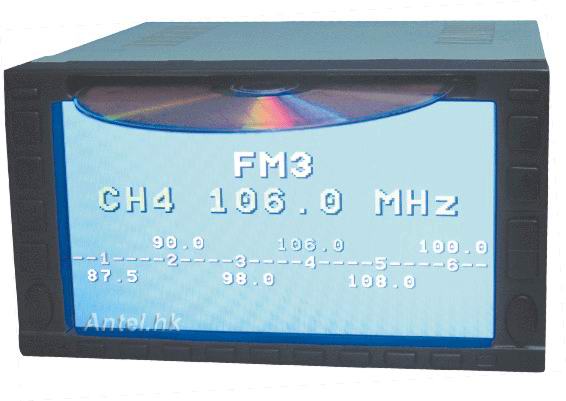 FM3
CH4 106.0 MHz
90.0 106.0 100.0
--1----2----3----4----5----6--
87.5 98.0 108.0
Antel.hk